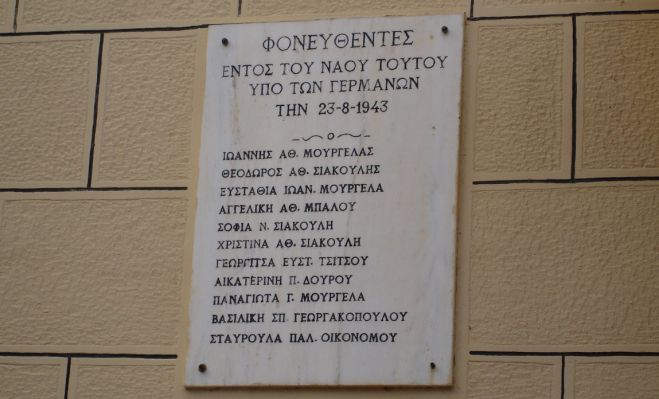 ΦΟΝΕΥΘΕΝΤΕΣ
ΕΝΤΟΣ ΤΟΥ ΝΑΟΥ ΤΟΥΤΟΥ
ΥΠΟ ΤΩΝ ΓΕΡΜΑΝΩΝ
ΤΗΝ 23-8-1943
ΙΩΑΝΝΗΣ ΑΘ. ΜΟΥΡΓΕΛΑΣ
ΘΕΟΔΩΡΟΣ ΑΘ. ΣΙΑΚΟΥΛΗΣ
ΕΥΣΤΑΘΙΑ ΙΩΑΝ. ΜΟΥΡΓΕΛΑ
ΑΓΓΕΛΙΚΗ ΑΘ. ΜΠΑΛΟΥ
ΣΟΦΙΑ Ν. ΣΙΑΚΟΥΛΗ
ΧΡΙΣΤΙΝΑ ΑΘ. ΣΙΑΚΟΥΛΗ
ΓΕΩΡΓΙΤΣΑ ΕΥΣΤ. ΤΣΙΤΣΟΥ
ΑΙΚΑΤΕΡΙΝΗ Π. ΔΟΥΡΟΥ
ΠΑΝΑΓΙΩΤΑ Γ. ΜΟΥΡΓΕΛΑ
ΒΑΣΙΛΙΚΗ ΣΠ. ΓΕΩΡΓΑΚΟΠΟΥΛΟΥ
ΣΤΑΥΡΟΥΛΑ ΠΑΛ. ΟΙΚΟΝΟΜΟΥ